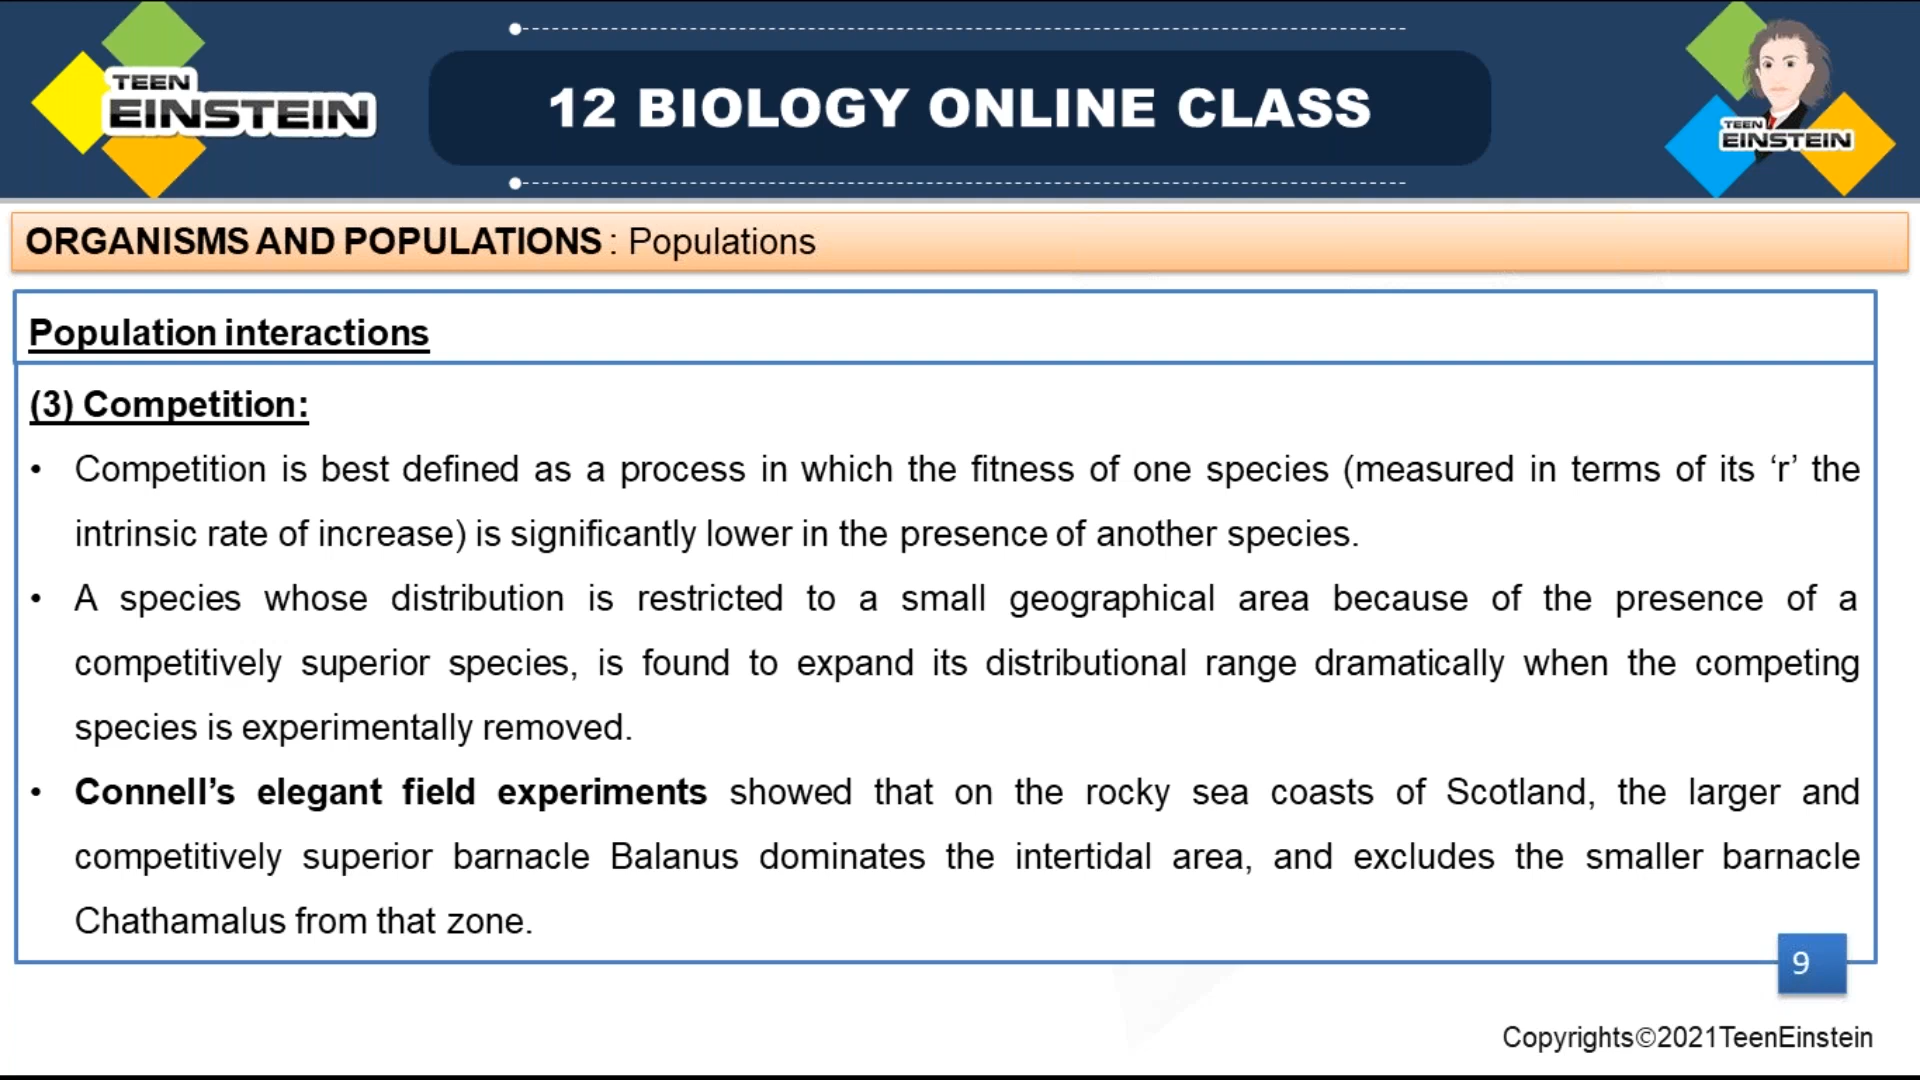 TEEN
EINSTEIN
12 BIOLOGY ONLINE CLASS
TEEN
EINSTEIN
ORGANISMS AND POPULATIONS : Populations
Population interactions
(3) Competition:
• Competition is best defined as a process in which the fitness of one species (measured in terms of its ‘r’ the
intrinsic rate of increase) is significantly lower in the presence of another species.
• A species whose distribution is restricted to a small geographical area because of the presence of a
competitively superior species, is found to expand its distributional range dramatically when the competing
species is experimentally removed.
• Connell’s elegant field experiments showed that on the rocky sea coasts of Scotland, the larger and
competitively superior barnacle Balanus dominates the intertidal area, and excludes the smaller barnacle
Chathamalus from that zone.
9
Copyrights©2021TeenEinstein